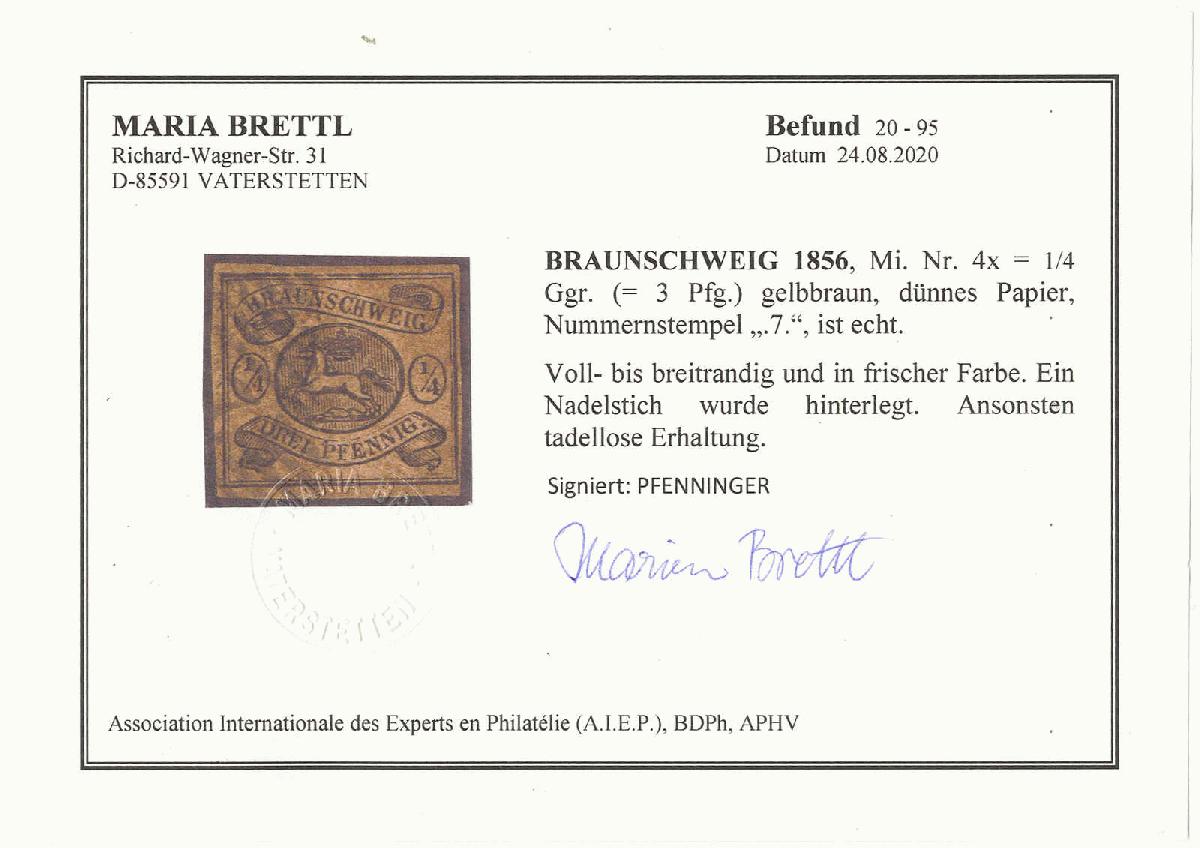 MARIA BRETTL
Richard-Wagner-Str. 31
D-85591 VATERSTETTEN
Befund 20 - 95
Datum 24.08.2020
BRAUNSCHWEIG
1/4 1/4
DREI PFENNIG
MARIA BRE
VATERSTETTEN
BRAUNSCHWEIG 1856, Mi. Nr. 4x = 1/4
Ggr. (= 3 Pfg.) gelbbraun, dünnes Papier,
Nummernstempel „.7.“, ist echt.
Voll- bis breitrandig und in frischer Farbe. Ein
Nadelstich wurde hinterlegt. Ansonsten
tadellose Erhaltung.
Signiert: PFENNINGER
Association Internationale des Experts en Philatélie (A.I.E.P.), BDPh, APHV